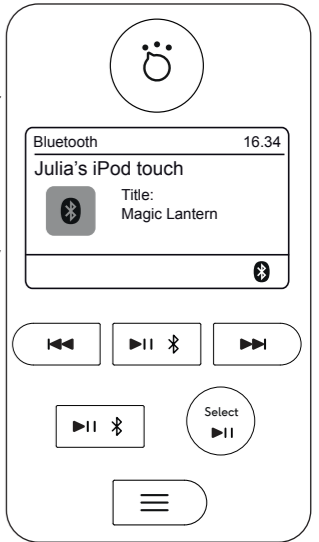 Bluetooth 16.34
Julia's iPod touch
Title:
Magic Lantern
Select